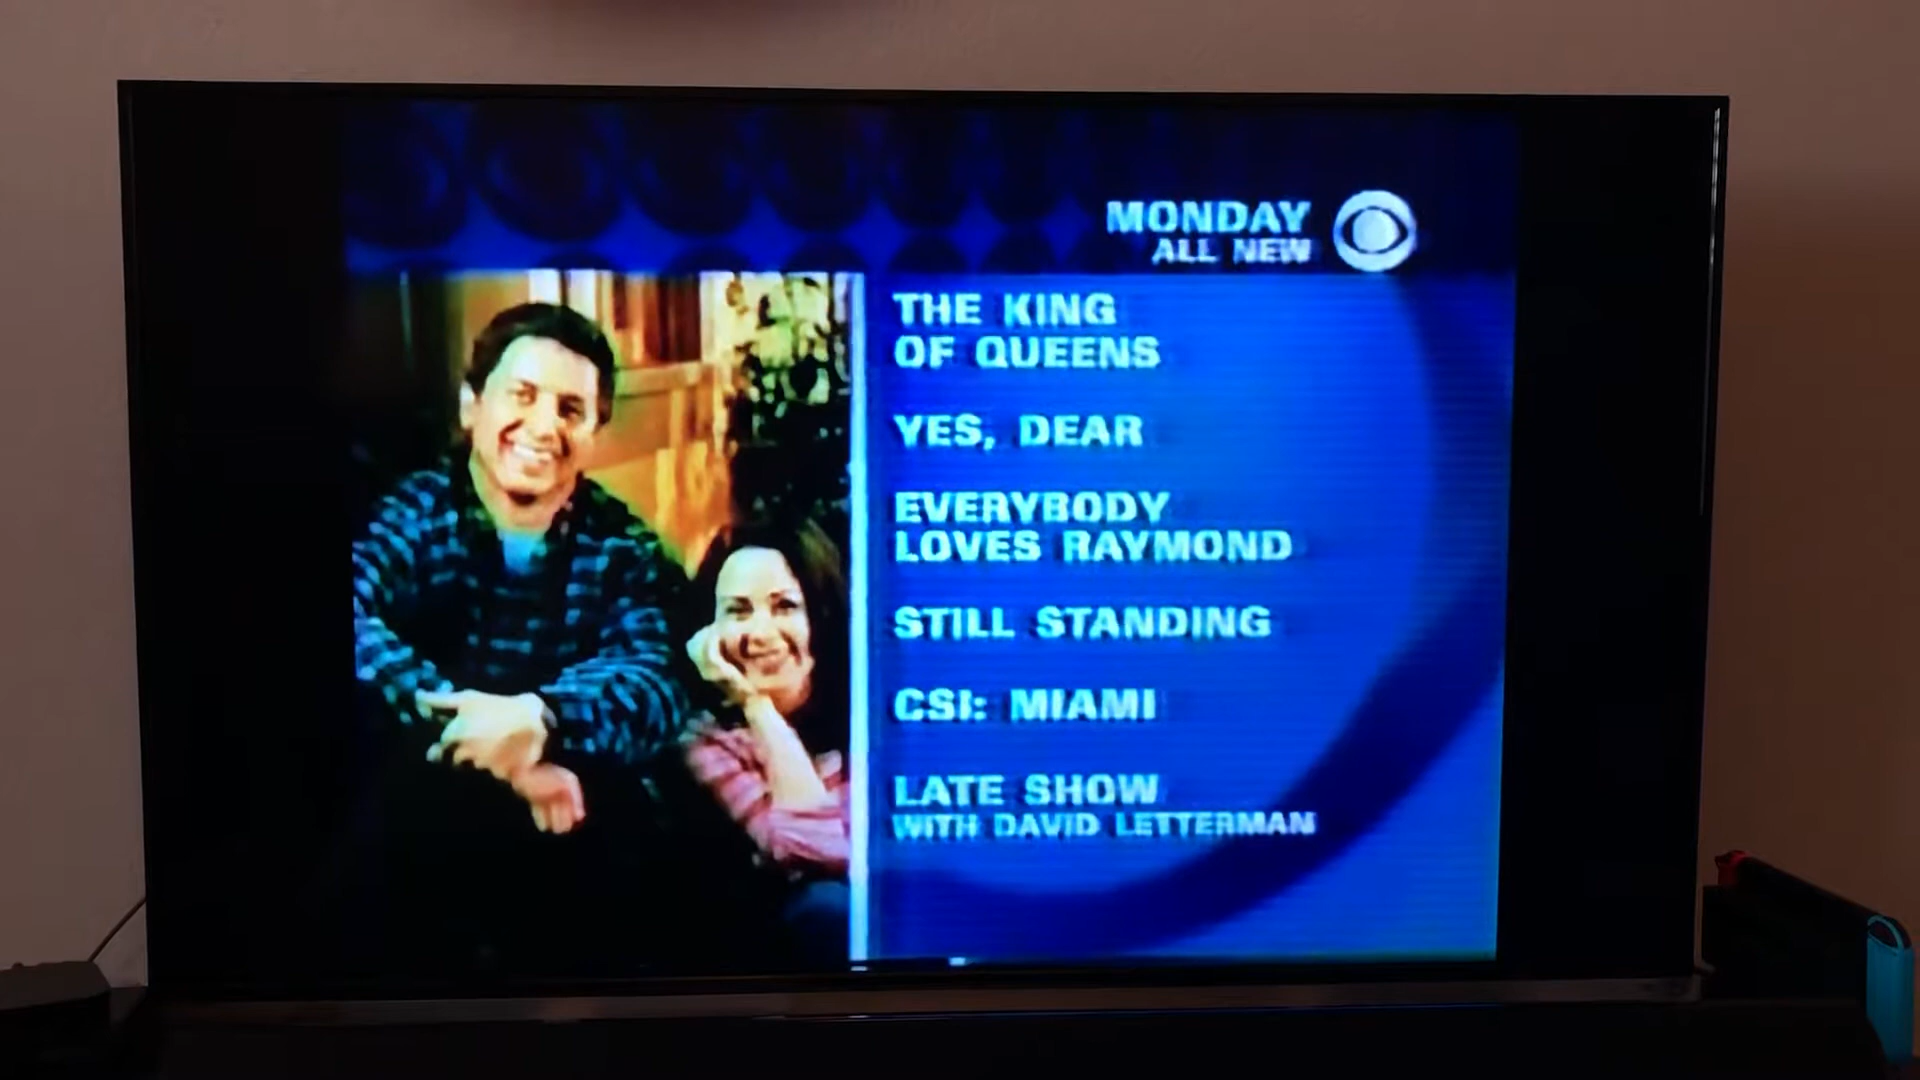 MONDAY
ALL NEW
THE KING
OF QUEENS
YES, DEAR
EVERYBODY
LOVES RAYMOND
STILL STANDING
CSI: MIAMI
LATE SHOW
WITH DAVID LETTERMAN